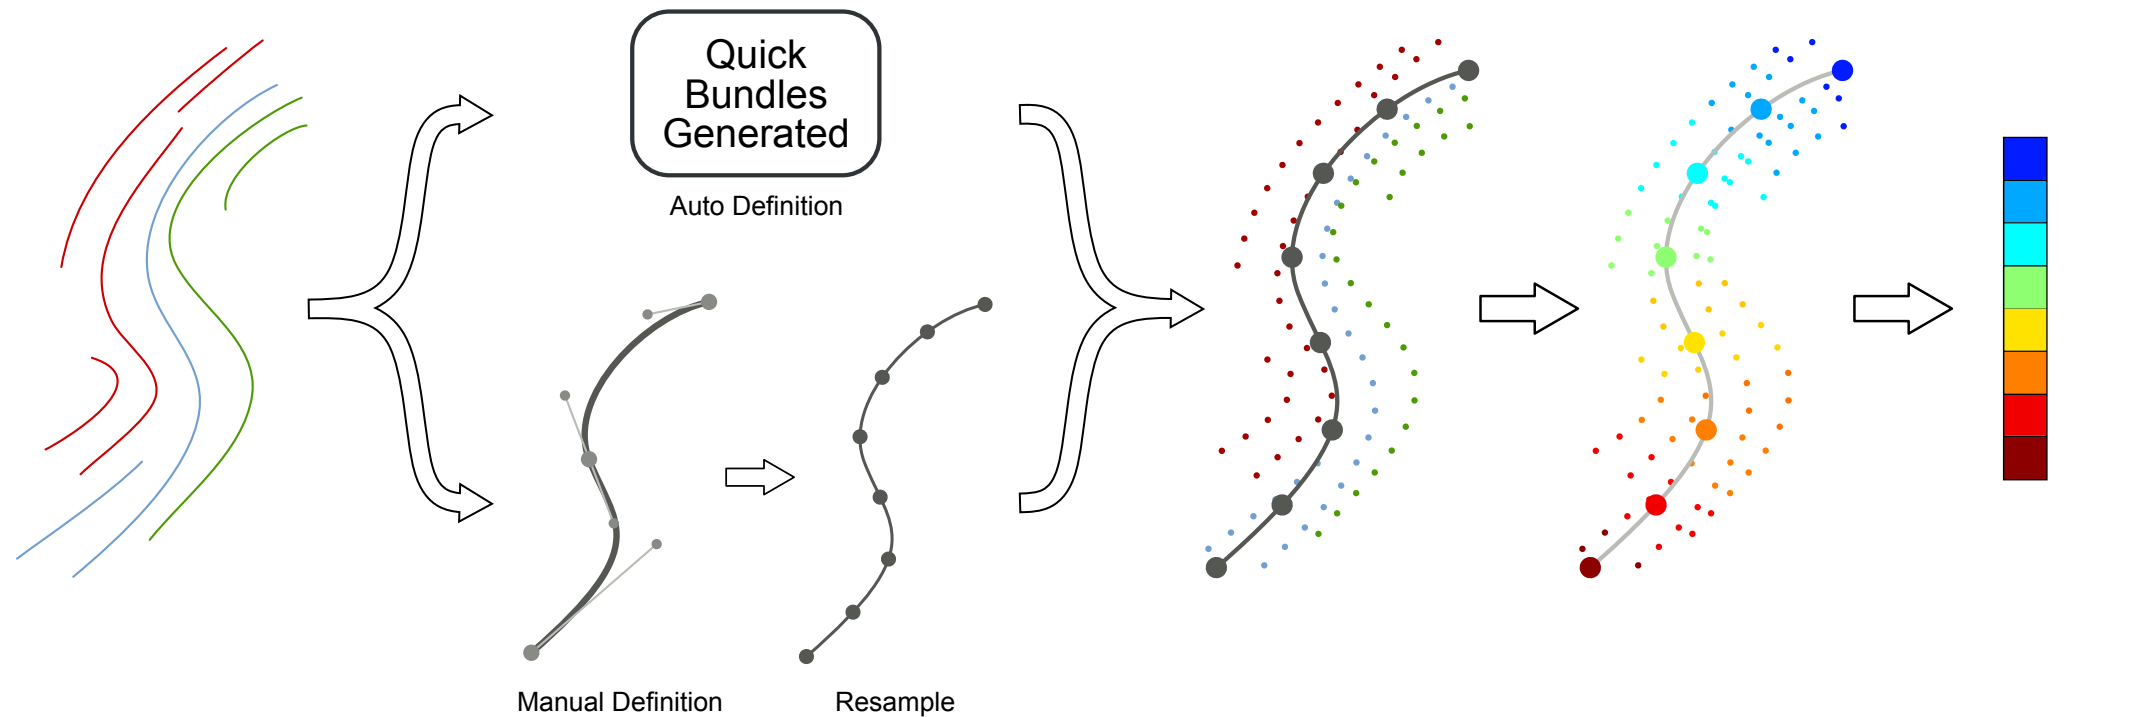 Quick
Bundles
Generated
Auto Definition
Manual Definition
Resample